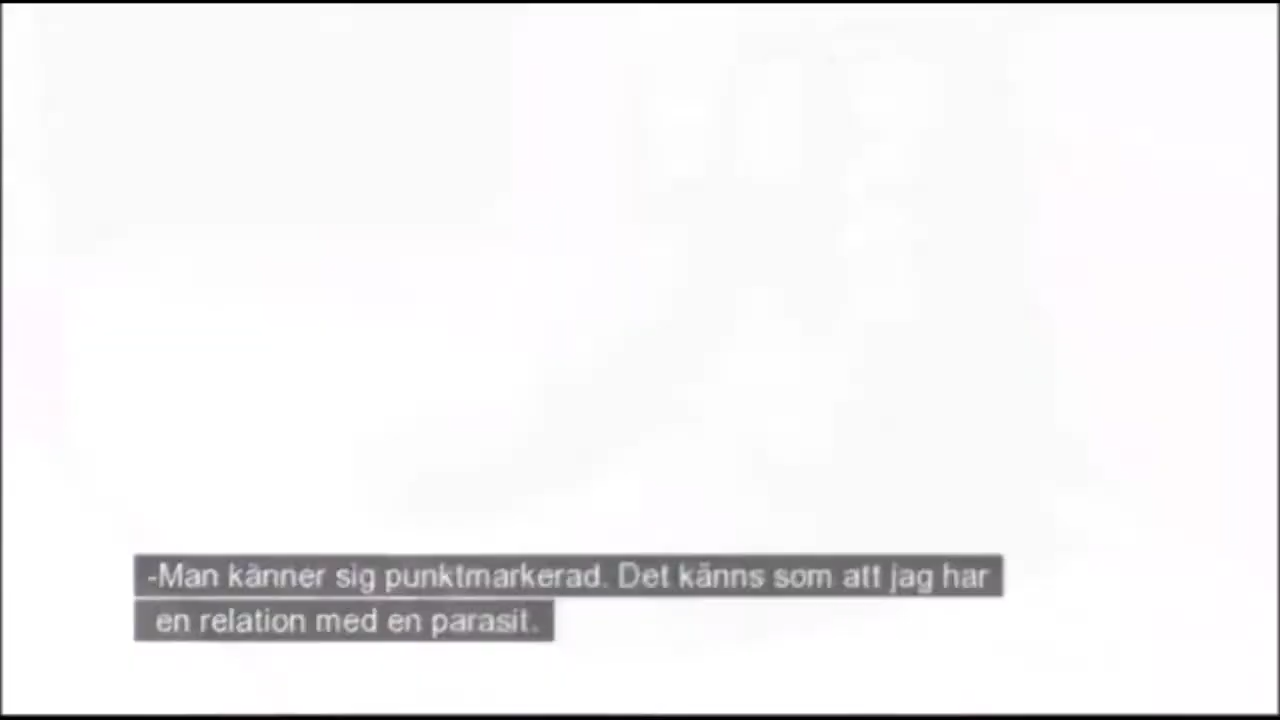 -Man känner sig punktmarkerad. Det känns som att jag har
en relation med en parasit.